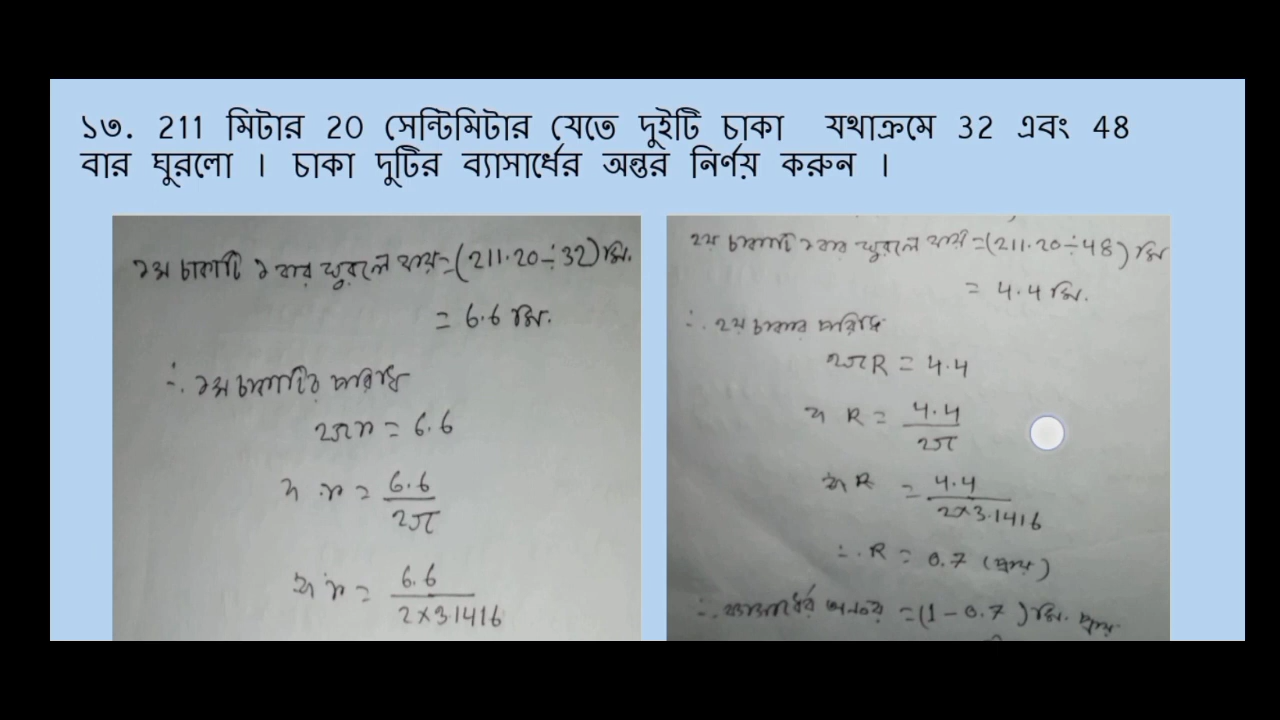 ১৩. 211 মিটার 20 সেন্টিমিটার যেতে দুইটি চাকা যথাক্রমে 32 এবং 48
বার ঘুরলো । চাকা দুটির ব্যাসার্ধের অন্তর নির্ণয় করুন ।
১ম চাকাটি ১ বার ঘুরলে যায়=(211.20÷32)মি.
= 6.6 মি.
∴ ১ম চাকাটির পরিধি
2πr = 6.6
বা r = 6.6/2π
বা r = 6.6/2×3.1416
২য় চাকাটি ১ বার ঘুরলে যায়=(211.20÷48)মি
= 4.4 মি.
∴ ২য় চাকার পরিধি
2πR = 4.4
বা R = 4.4/2π
বা R = 4.4/2×3.1416
∴ R = 0.7 (প্রায়)
∴ ব্যাসার্ধের অন্তর =(1-0.7)মি. প্রায়